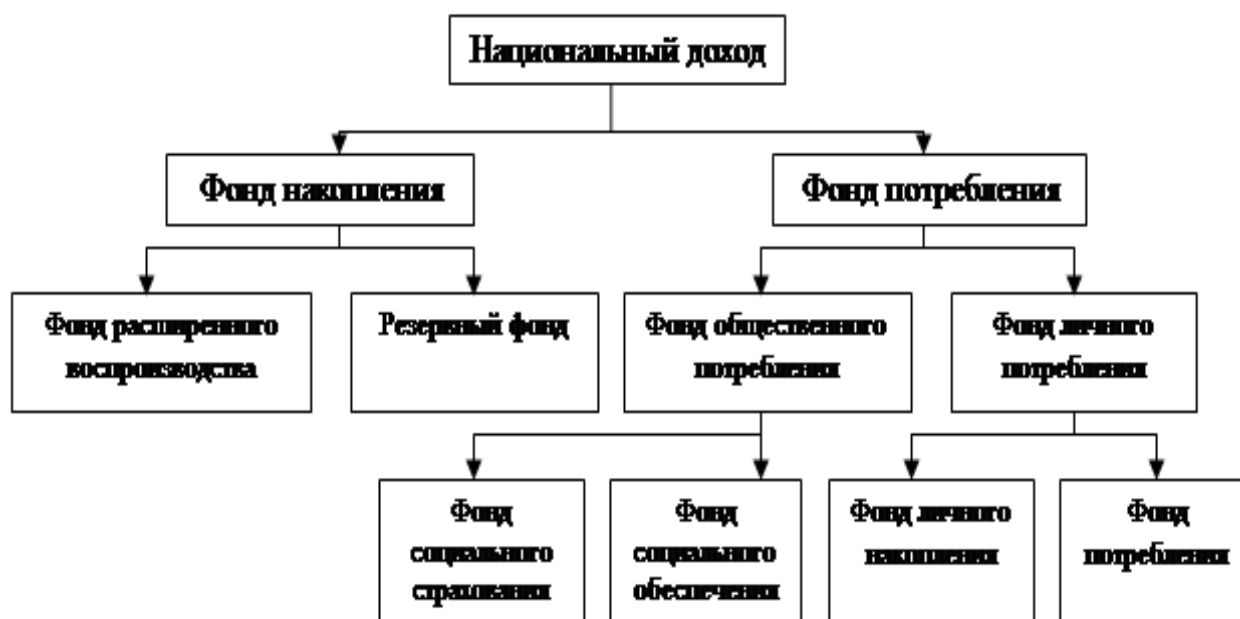 Национальный доход
Фонд накопления
Фонд потребления
Фонд расширенного
воспроизводства
Резервный фонд
Фонд общественного
потребления
Фонд личного
потребления
Фонд
социального
страхования
Фонд
социального
обеспечения
Фонд личного
накопления
Фонд
потребления